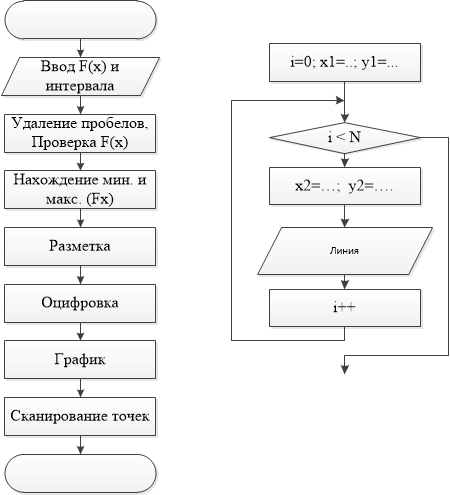 Ввод F(x) и
интервала
Удаление пробелов,
Проверка F(x)
Нахождение мин. и
макс. (Fx)
Разметка
Оцифровка
График
Сканирование точек
i=0; x1=..; y1=...
i < N
x2=...; y2=....
Линия
i++